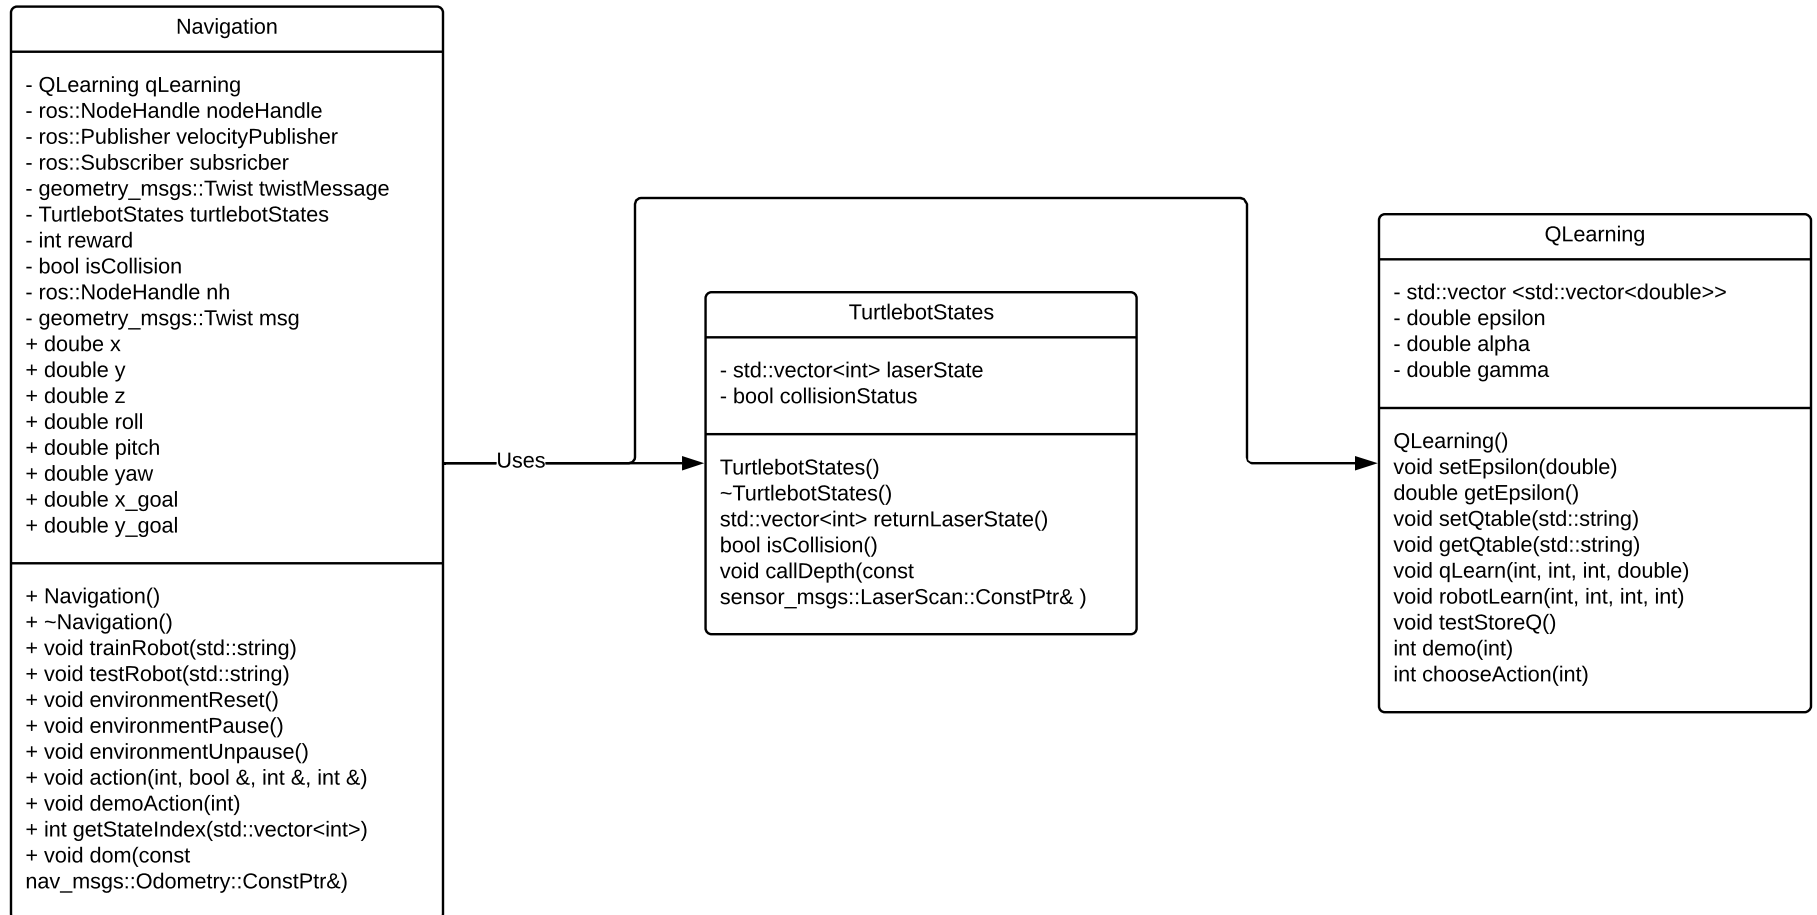 Navigation
- QLearning qLearning
- ros::NodeHandle nodeHandle
- ros::Publisher velocityPublisher
- ros::Subscriber subsricber
- geometry_msgs::Twist twistMessage
- TurtlebotStates turtlebotStates
- int reward
- bool isCollision
- ros::NodeHandle nh
- geometry_msgs::Twist msg
+ doube x
+ double y
+ double z
+ double roll
+ double pitch
+ double yaw
+ double x_goal
+ double y_goal
+ Navigation()
+ ~Navigation()
+ void trainRobot(std::string)
+ void testRobot(std::string)
+ void environmentReset()
+ void environmentPause()
+ void environmentUnpause()
+ void action(int, bool &, int &, int &)
+ void demoAction(int)
+ int getStateIndex(std::vector<int>)
+ void dom(const
nav_msgs::Odometry::ConstPtr&)
Uses
TurtlebotStates
- std::vector<int> laserState
- bool collisionStatus
TurtlebotStates()
~TurtlebotStates()
std::vector<int> returnLaserState()
bool isCollision()
void callDepth(const
sensor_msgs::LaserScan::ConstPtr& )
QLearning
- std::vector <std::vector<double>>
- double epsilon
- double alpha
- double gamma
QLearning()
void setEpsilon(double)
double getEpsilon()
void setQtable(std::string)
void getQtable(std::string)
void qLearn(int, int, int, double)
void robotLearn(int, int, int, int)
void testStoreQ()
int demo(int)
int chooseAction(int)